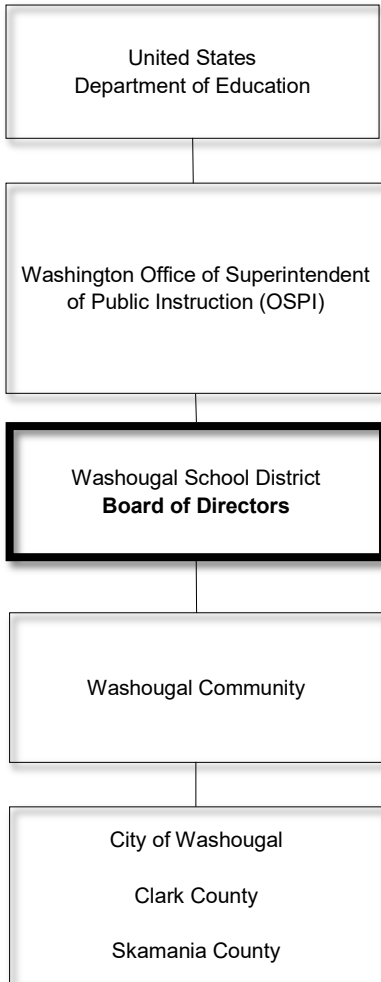 United States
Department of Education
Washington Office of Superintendent
of Public Instruction (OSPI)
Washougal School District
Board of Directors
Washougal Community
City of Washougal
Clark County
Skamania County